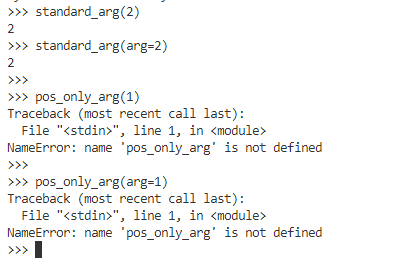 >>> standard_arg(2)
2
>>> standard_arg(arg=2)
2
>>>
>>> pos_only_arg(1)
Traceback (most recent call last):
  File "<stdin>", line 1, in <module>
NameError: name 'pos_only_arg' is not defined
>>>
>>> pos_only_arg(arg=1)
Traceback (most recent call last):
  File "<stdin>", line 1, in <module>
NameError: name 'pos_only_arg' is not defined
>>>